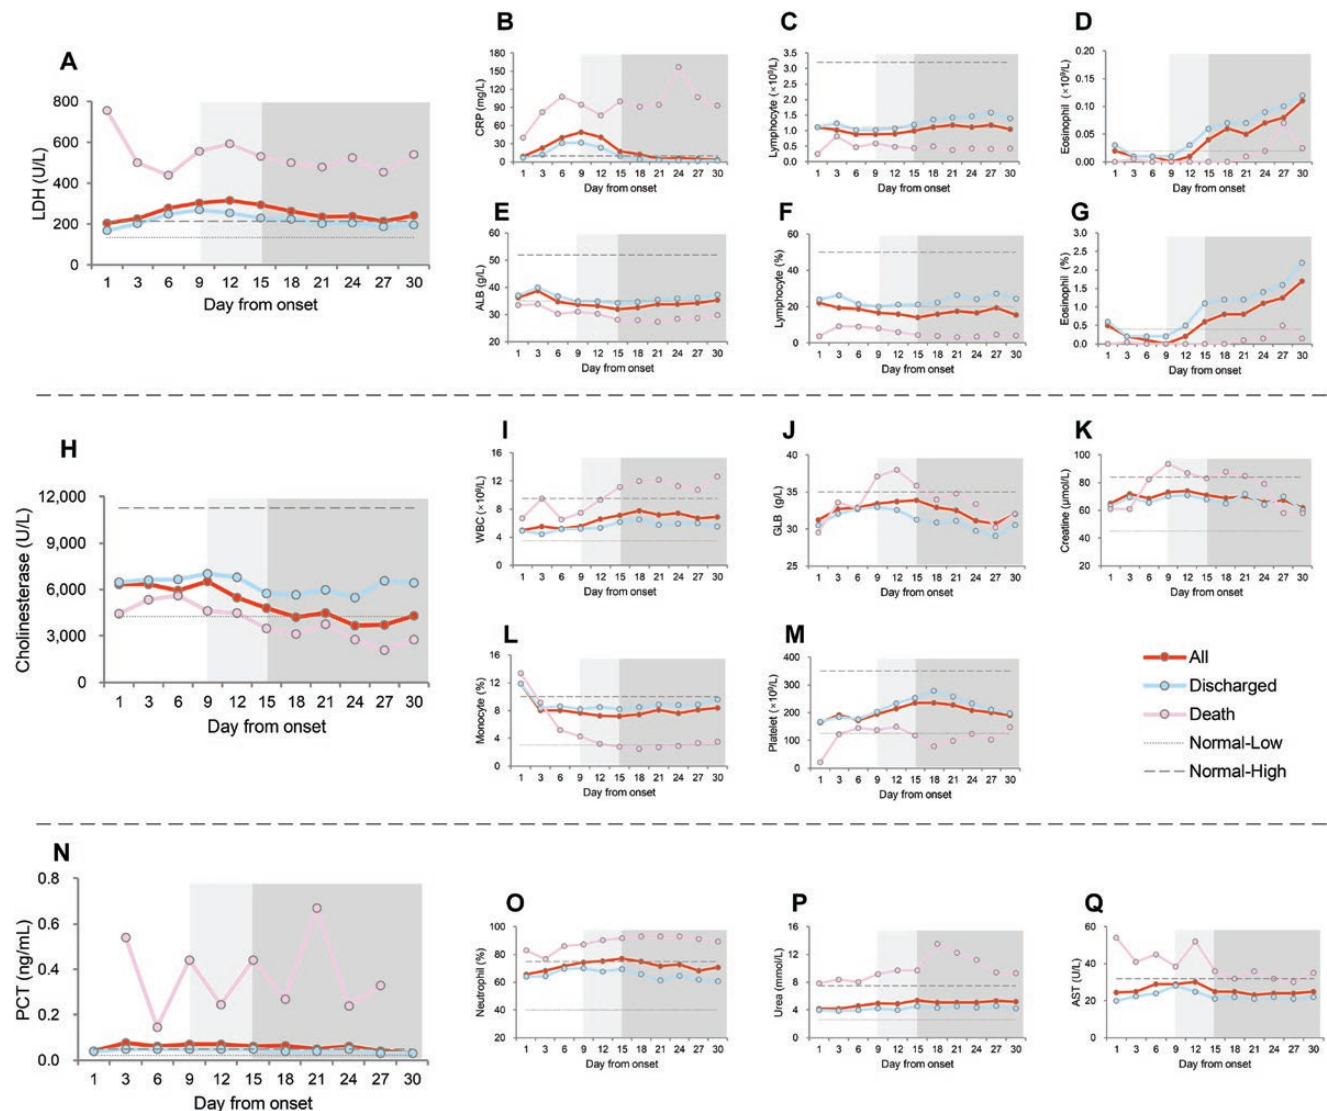 A
LDH (U/L)
800
600
400
200
0
1 3 6 9 12 15 18 21 24 27 30
Day from onset
B
CRP (mg/L)
180
150
120
90
60
30
0
1 3 6 9 12 15 18 21 24 27 30
Day from onset
C
Lymphocyte (×10⁹/L)
3.5
3.0
2.5
2.0
1.5
1.0
0.5
0.0
1 3 6 9 12 15 18 21 24 27 30
Day from onset
D
Eosinophil (×10⁹/L)
0.20
0.15
0.10
0.05
0.00
1 3 6 9 12 15 18 21 24 27 30
Day from onset
E
ALB (g/L)
60
50
40
30
20
1 3 6 9 12 15 18 21 24 27 30
Day from onset
F
Lymphocyte (%)
60
40
20
0
1 3 6 9 12 15 18 21 24 27 30
Day from onset
G
Eosinophil (%)
3.0
2.5
2.0
1.5
1.0
0.5
0.0
1 3 6 9 12 15 18 21 24 27 30
Day from onset
H
Cholinesterase (U/L)
12,000
9,000
6,000
3,000
0
1 3 6 9 12 15 18 21 24 27 30
Day from onset
I
WBC (×10⁹/L)
16
12
8
4
0
1 3 6 9 12 15 18 21 24 27 30
Day from onset
J
GLB (g/L)
40
35
30
25
1 3 6 9 12 15 18 21 24 27 30
Day from onset
K
Creatine (μmol/L)
100
80
60
40
20
1 3 6 9 12 15 18 21 24 27 30
Day from onset
L
Monocyte (%)
16
12
8
4
0
1 3 6 9 12 15 18 21 24 27 30
Day from onset
M
Platelet (×10⁹/L)
400
300
200
100
0
1 3 6 9 12 15 18 21 24 27 30
Day from onset
All
Discharged
Death
Normal-Low
Normal-High
N
PCT (ng/mL)
0.8
0.6
0.4
0.2
0.0
1 3 6 9 12 15 18 21 24 27 30
Day from onset
O
Neutrophil (%)
100
80
60
40
20
1 3 6 9 12 15 18 21 24 27 30
Day from onset
P
Urea (mmol/L)
16
12
8
4
0
1 3 6 9 12 15 18 21 24 27 30
Day from onset
Q
AST (U/L)
60
40
20
0
1 3 6 9 12 15 18 21 24 27 30
Day from onset